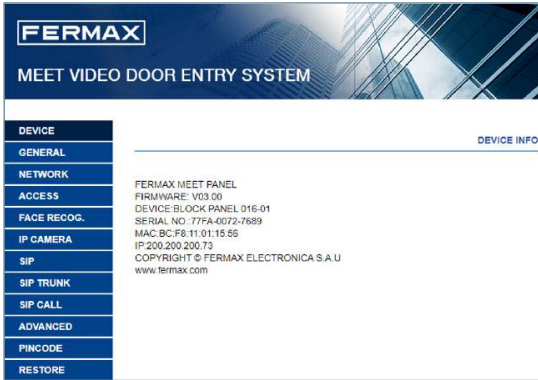 FERMAX
MEET VIDEO DOOR ENTRY SYSTEM
DEVICE
GENERAL
NETWORK
ACCESS
FACE RECOG.
IP CAMERA
SIP
SIP TRUNK
SIP CALL
ADVANCED
PINCODE
RESTORE
DEVICE INFO
FERMAX MEET PANEL
FIRMWARE: V03.00
DEVICE:BLOCK PANEL 016-01
SERIAL NO.:77FA-0072-7689
MAC:BC:F8:11:01:15:56
IP:200.200.200.73
COPYRIGHT © FERMAX ELECTRONICA S.A.U
www.fermax.com